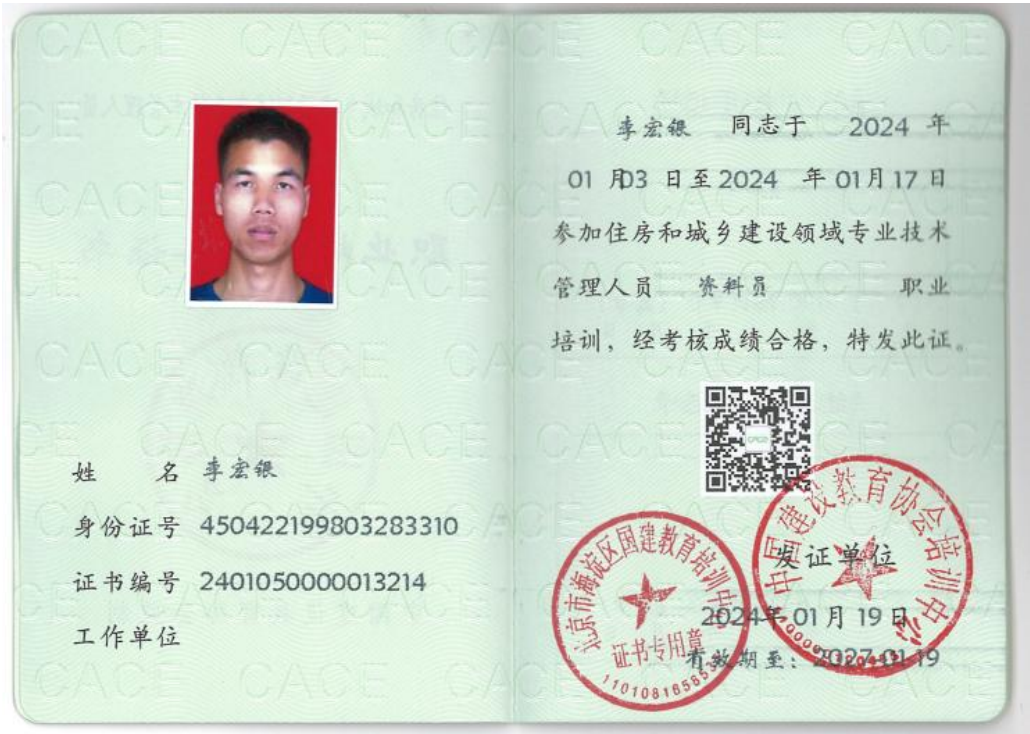 姓 名 李宏银
身份证号 450422199803283310
证书编号 2401050000013214
工作单位
李宏银 同志于 2024 年
01 月03 日至2024 年01月17日
参加住房和城乡建设领域专业技术
管理人员 资料员 职业
培训，经考核成绩合格，特发此证。
北京市海淀区国建教育培训中心
证书专用章
中国建设教育协会培训中心
发证单位
2024年01月19日
有效期至：2027-01-19
CACE